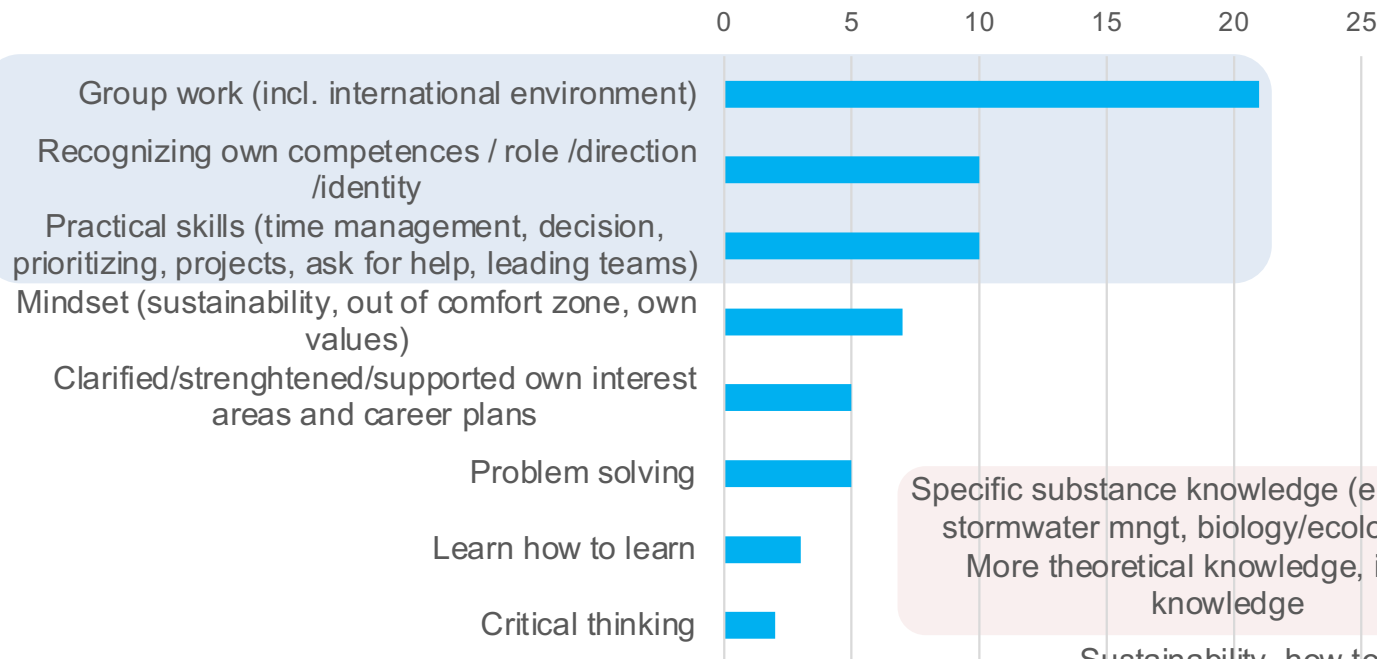 0 5 10 15 20 25
Group work (incl. international environment)
Recognizing own competences / role /direction
/identity
Practical skills (time management, decision,
prioritizing, projects, ask for help, leading teams)
Mindset (sustainability, out of comfort zone, own
values)
Clarified/strenghtened/supported own interest
areas and career plans
Problem solving
Learn how to learn
Critical thinking
Specific substance knowledge (e
stormwater mngt, biology/ecolo
More theoretical knowledge, i
knowledge
Sustainability, how to